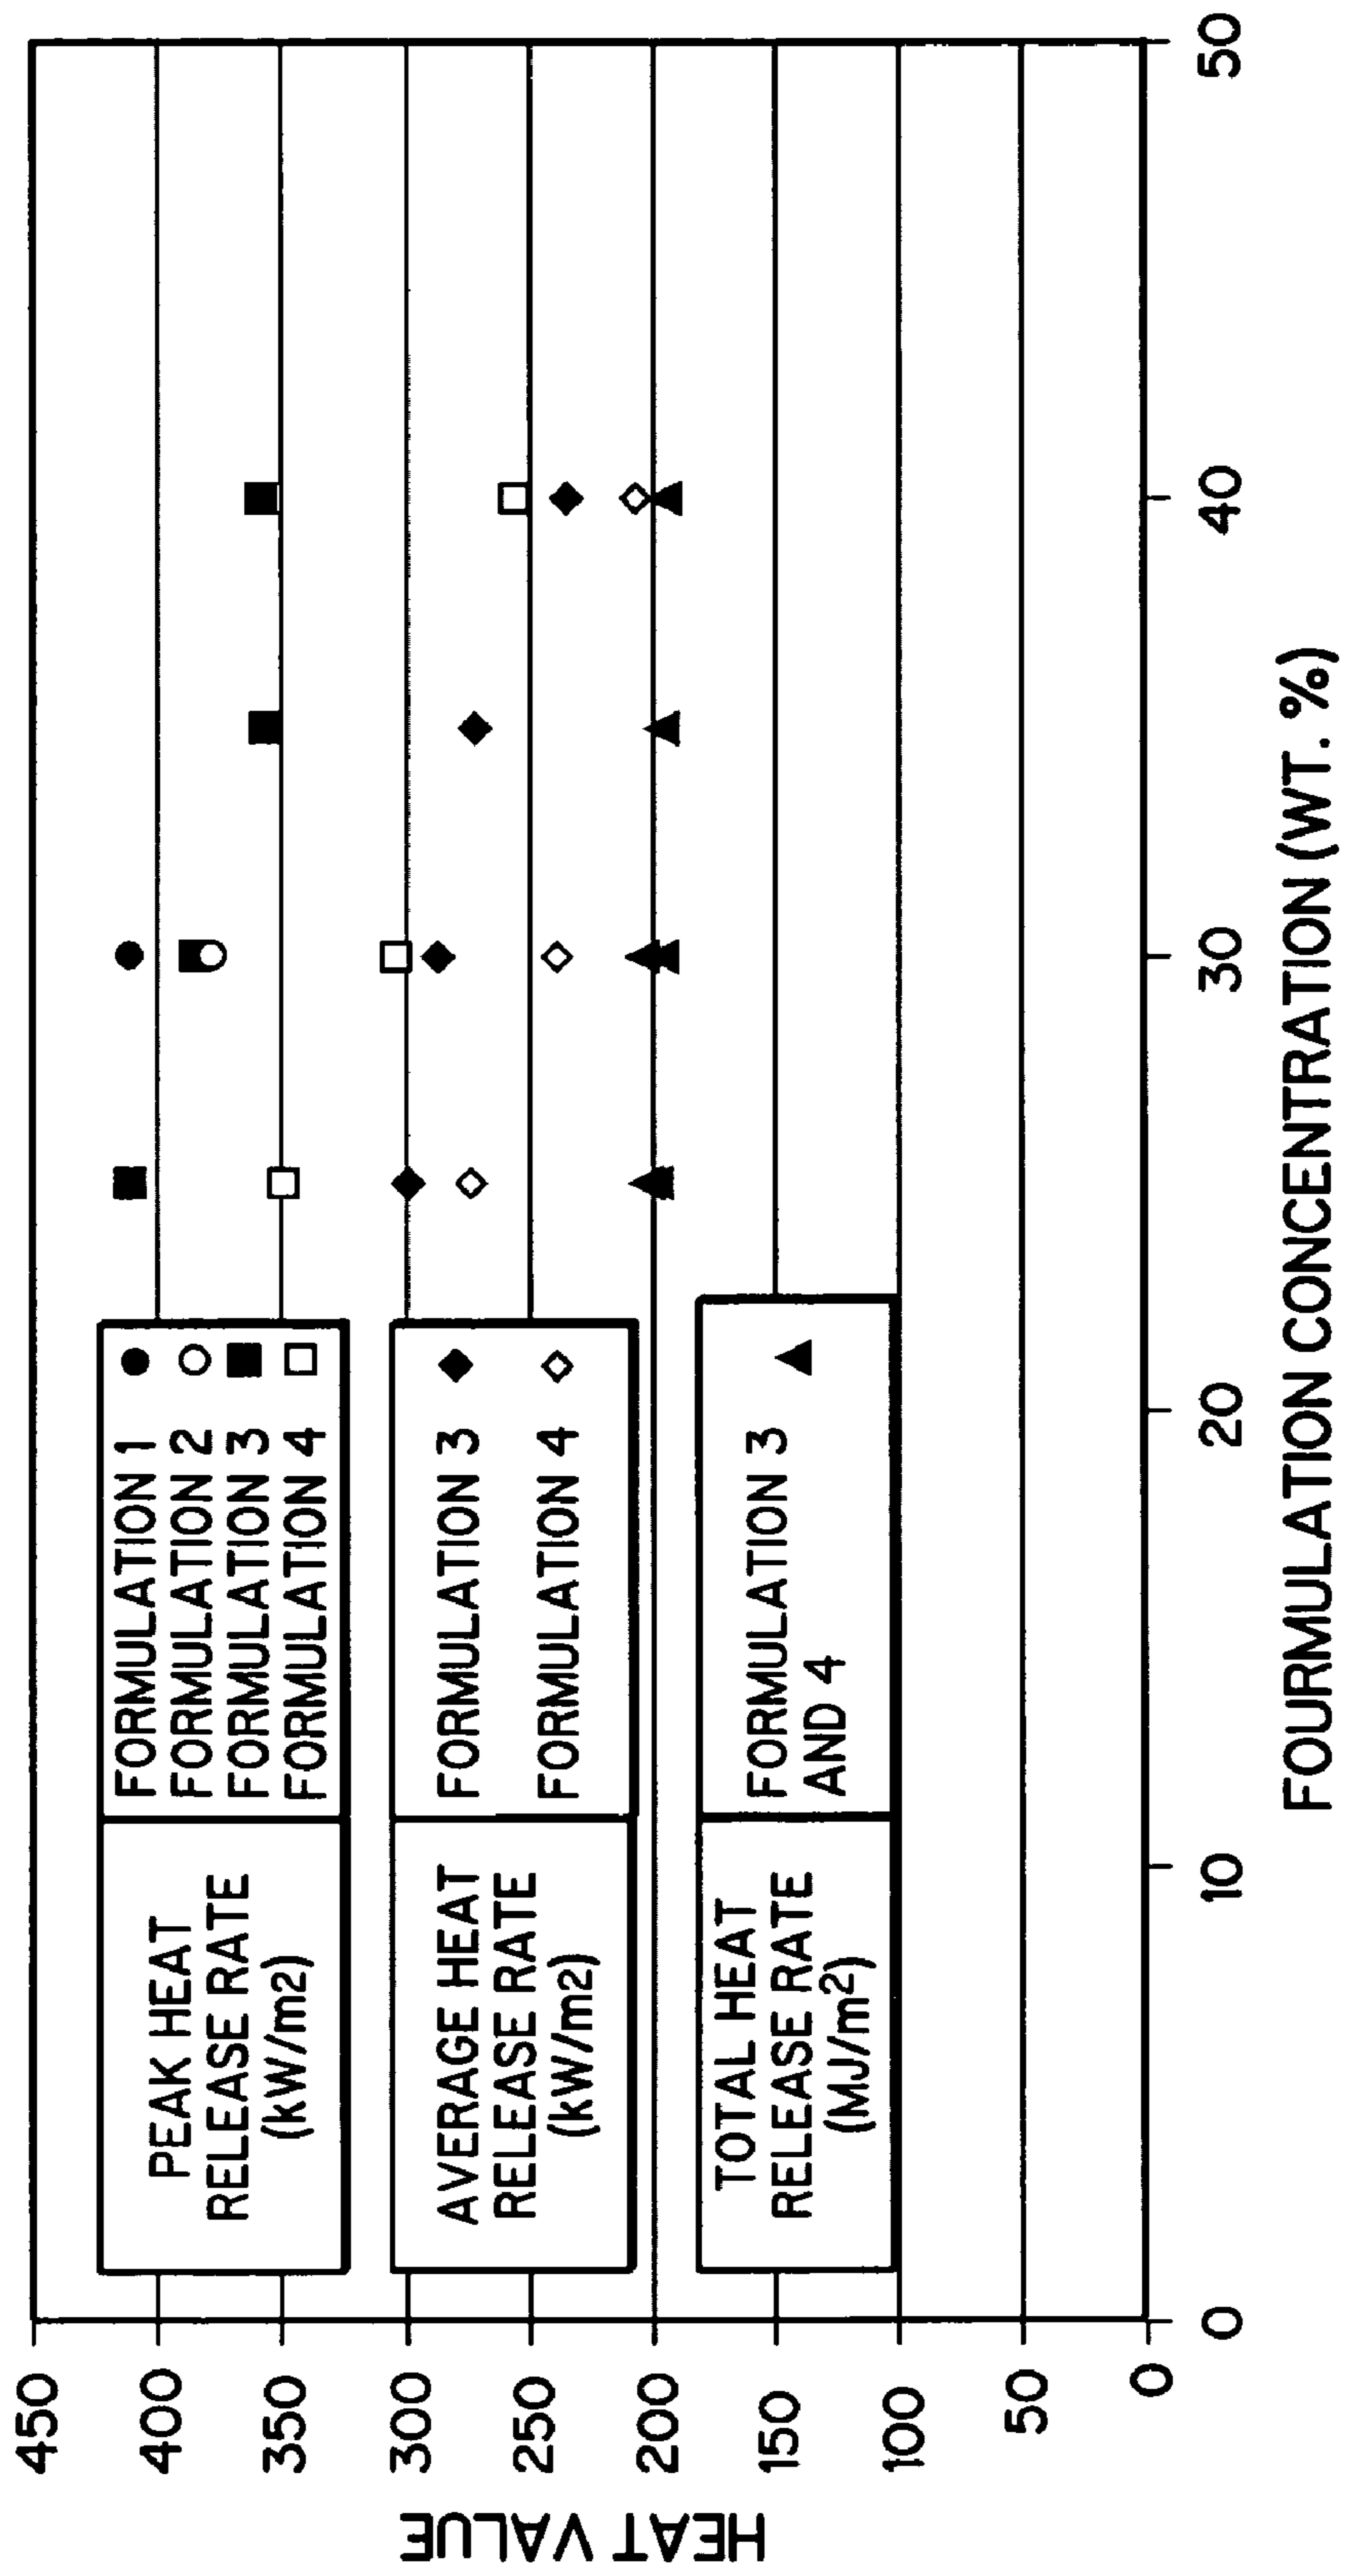 HEAT VALUE
450
400
350
300
250
200
150
100
50
0
PEAK HEAT
RELEASE RATE
(kW/m2)
FORMULATION 1
FORMULATION 2
FORMULATION 3
FORMULATION 4
AVERAGE HEAT
RELEASE RATE
(kW/m2)
FORMULATION 3
FORMULATION 4
TOTAL HEAT
RELEASE RATE
(MJ/m²)
FORMULATION 3
AND 4
0 10 20 30 40 50
FOURMULATION CONCENTRATION (WT. %)